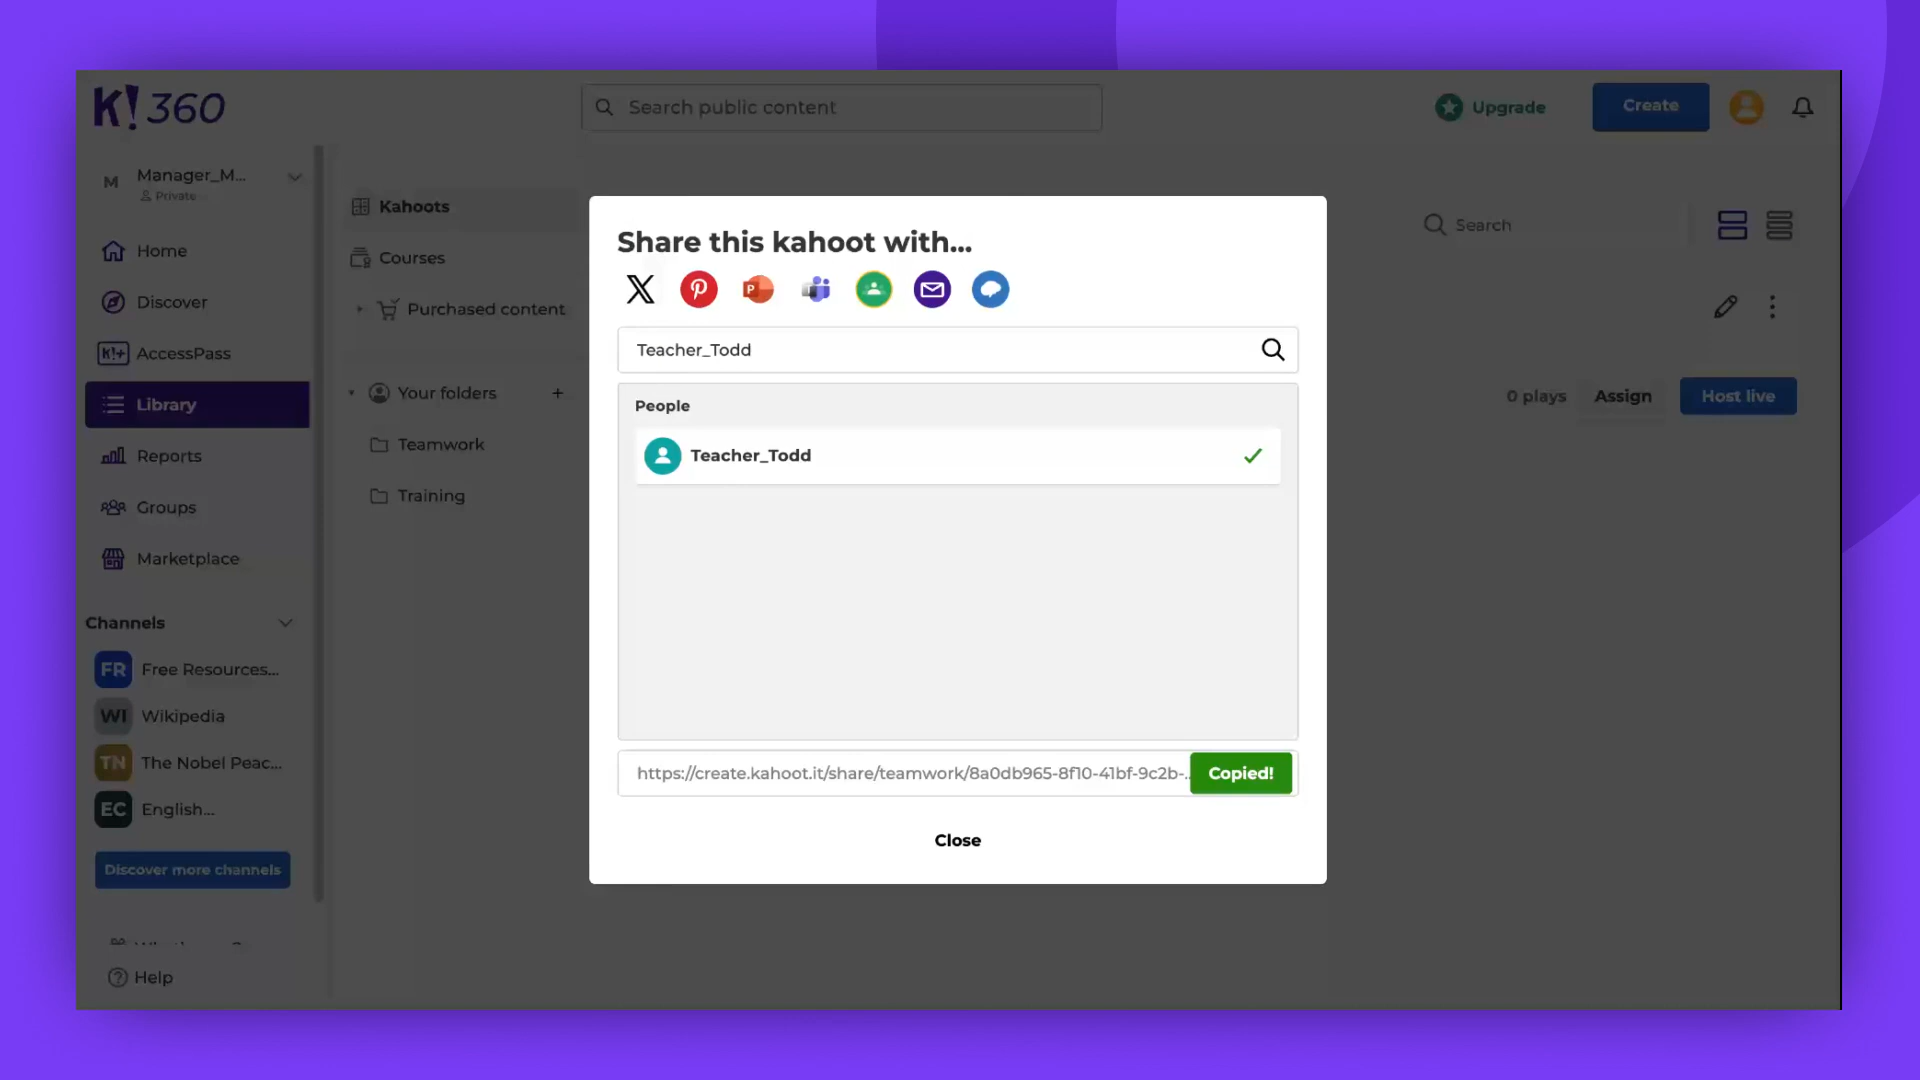 K! 360
Search public content
Upgrade
Create
M
Manager_M...
Private
Home
Discover
K!+ AccessPass
Library
Reports
Groups
Marketplace
Channels
FR Free Resources...
WI Wikipedia
TN The Nobel Peac...
EC English...
Discover more channels
Help
Kahoots
Courses
Purchased content
Your folders +
Teamwork
Training
Share this kahoot with...
Teacher_Todd
People
Teacher_Todd
https://create.kahoot.it/share/teamwork/8a0db965-8f10-41bf-9c2b-...
Copied!
Close
Search
0 plays
Assign
Host live